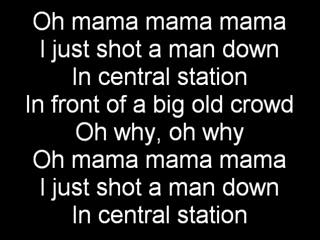 Oh mama mama mama
I just shot a man down
In central station
In front of a big old crowd
Oh why, oh why
Oh mama mama mama
I just shot a man down
In central station